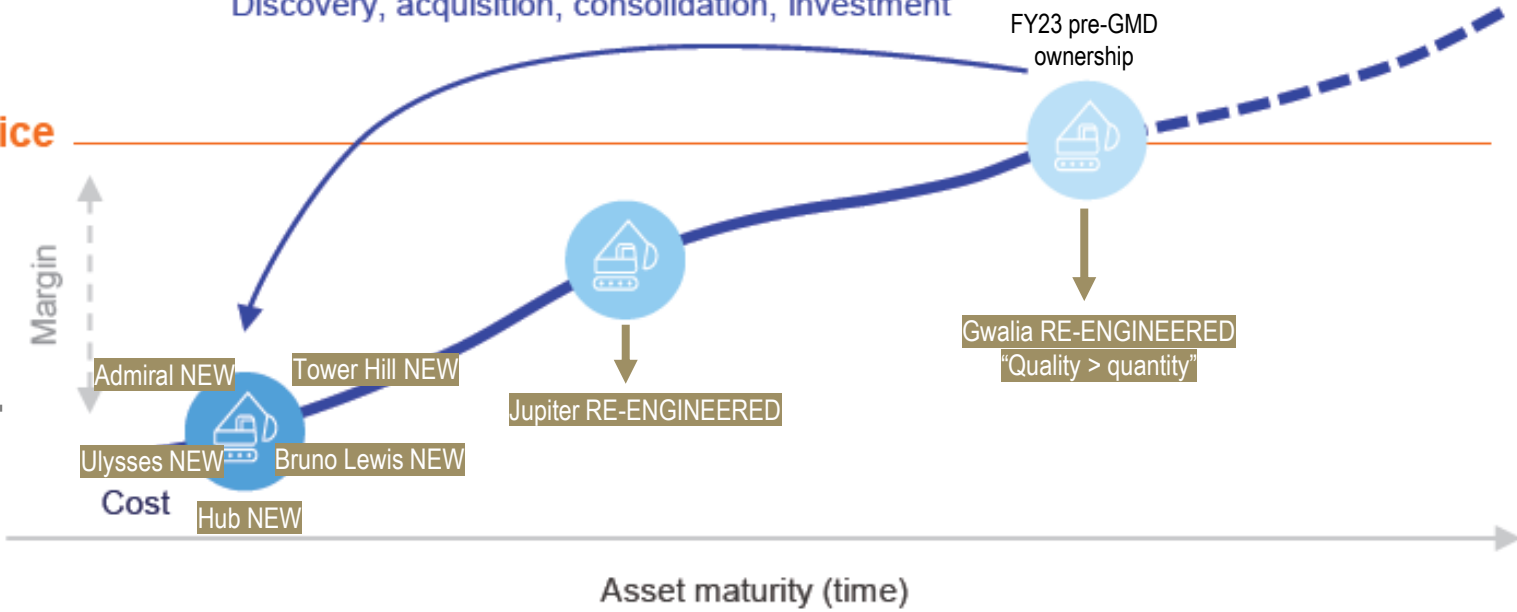 Discovery, acquisition, consolidation, investment
FY23 pre-GMD
ownership
ice
Margin
Admiral NEW
Tower Hill NEW
Gwalia RE-ENGINEERED
“Quality > quantity”
Jupiter RE-ENGINEERED
Ulysses NEW
Bruno Lewis NEW
Cost
Hub NEW
Asset maturity (time)